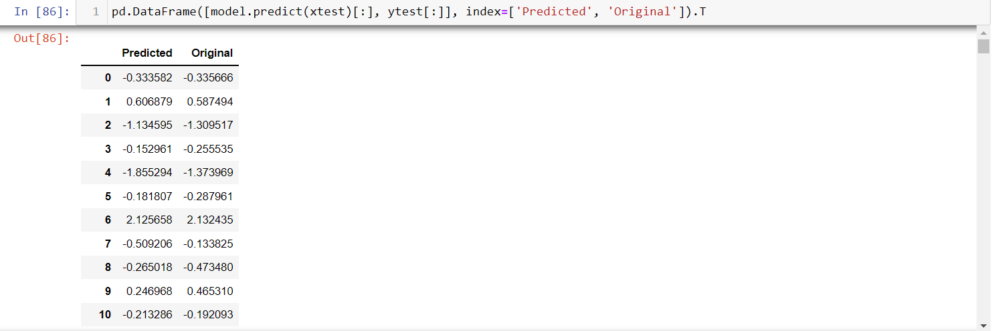 In [86]: 1 pd.DataFrame([model.predict(xtest)[:], ytest[:]], index=['Predicted', 'Original']).T
Out[86]:
Predicted Original
0 -0.333582 -0.335666
1 0.606879 0.587494
2 -1.134595 -1.309517
3 -0.152961 -0.255535
4 -1.855294 -1.373969
5 -0.181807 -0.287961
6 2.125658 2.132435
7 -0.509206 -0.133825
8 -0.265018 -0.473480
9 0.246968 0.465310
10 -0.213286 -0.192093